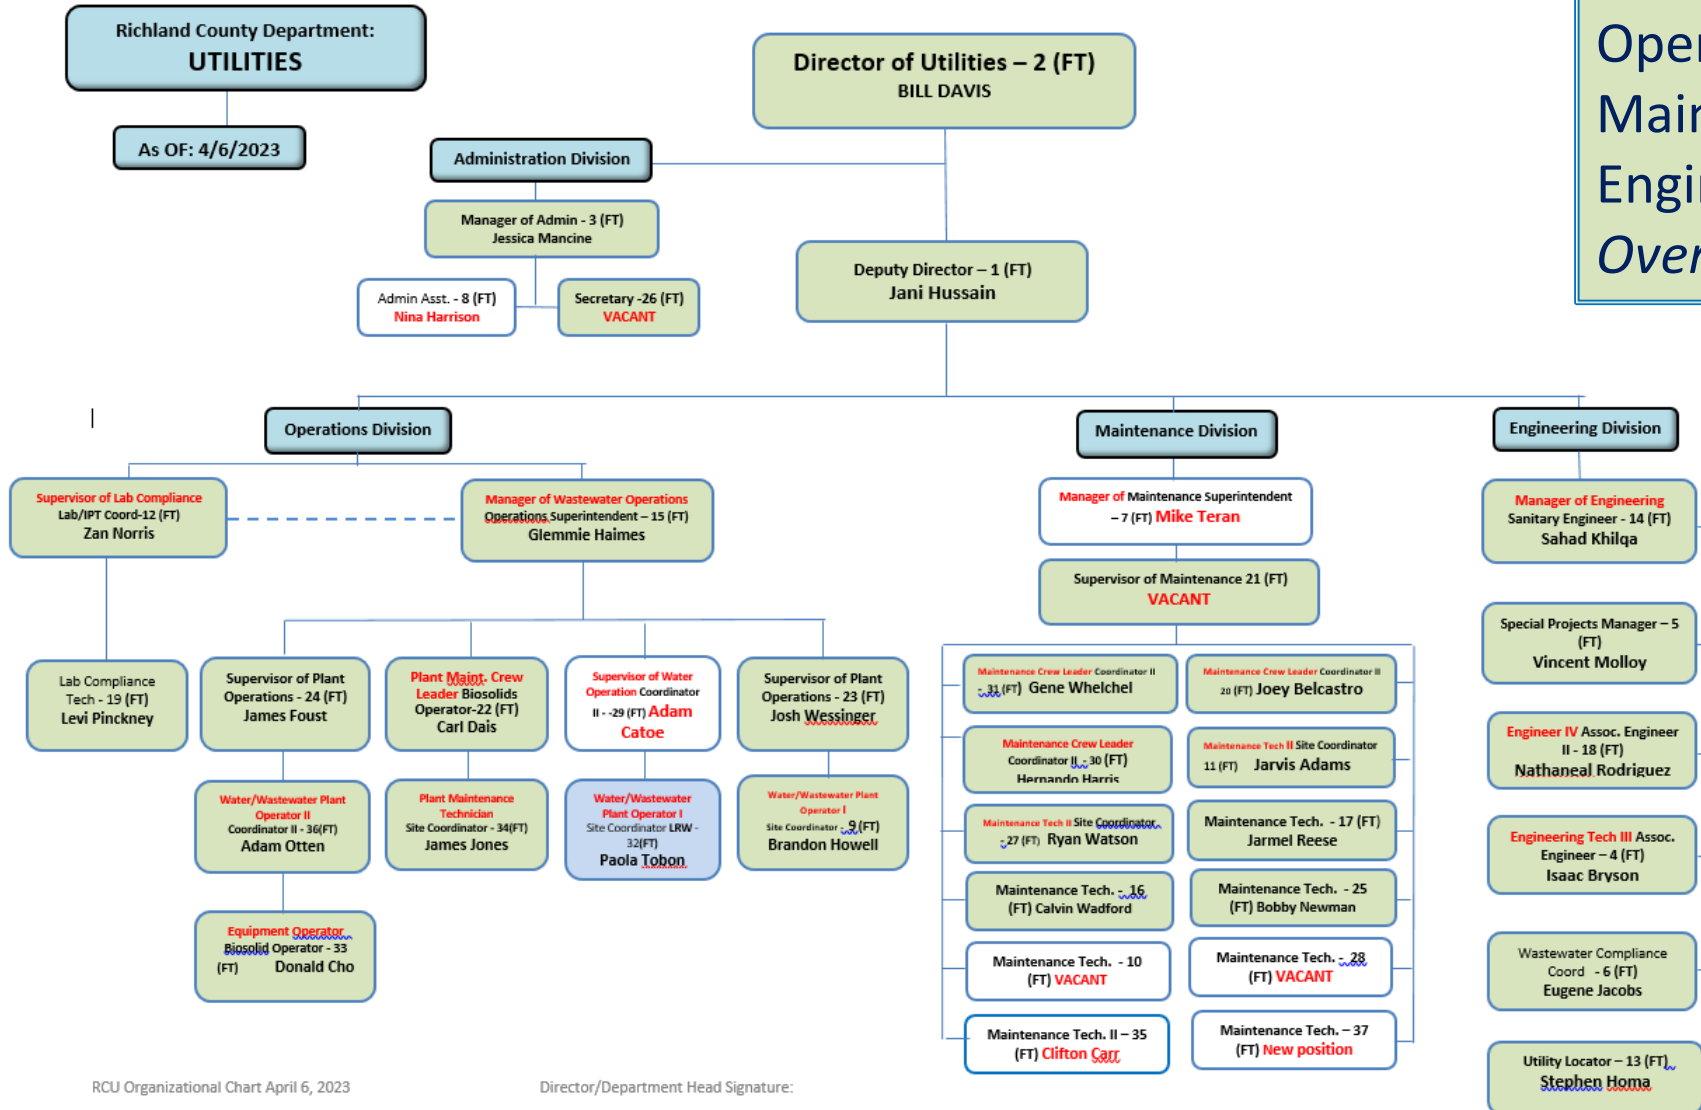 Richland County Department:
UTILITIES
As OF: 4/6/2023
Director of Utilities – 2 (FT)
BILL DAVIS
Administration Division
Manager of Admin - 3 (FT)
Jessica Mancine
Admin Asst. - 8 (FT)
Nina Harrison
Secretary -26 (FT)
VACANT
Deputy Director – 1 (FT)
Jani Hussain
Operations Division
Supervisor of Lab Compliance
Lab/IPT Coord-12 (FT)
Zan Norris
Manager of Wastewater Operations
Operations Superintendent – 15 (FT)
Glemmie Haimes
Lab Compliance
Tech - 19 (FT)
Levi Pinckney
Supervisor of Plant
Operations - 24 (FT)
James Foust
Plant Maint. Crew
Leader Biosolids
Operator-22 (FT)
Carl Dais
Supervisor of Water
Operation Coordinator
II - -29 (FT) Adam
Catoe
Supervisor of Plant
Operations - 23 (FT)
Josh Wessinger
Water/Wastewater Plant
Operator II
Coordinator II - 36(FT)
Adam Otten
Plant Maintenance
Technician
Site Coordinator - 34(FT)
James Jones
Water/Wastewater
Plant Operator I
Site Coordinator LRW -
32(FT)
Paola Tobon
Water/Wastewater Plant
Operator I
Site Coordinator - 9 (FT)
Brandon Howell
Equipment Operator
Biosolid Operator - 33
(FT) Donald Cho
Maintenance Division
Manager of Maintenance Superintendent
– 7 (FT) Mike Teran
Supervisor of Maintenance 21 (FT)
VACANT
Maintenance Crew Leader Coordinator II
- 31 (FT) Gene Whelchel
Maintenance Crew Leader Coordinator II
20 (FT) Joey Belcastro
Maintenance Crew Leader
Coordinator II - 30 (FT)
Hernando Harris
Maintenance Tech II Site Coordinator
11 (FT) Jarvis Adams
Maintenance Tech II Site Coordinator
- 27 (FT) Ryan Watson
Maintenance Tech. - 17 (FT)
Jarmel Reese
Maintenance Tech. - 16
(FT) Calvin Wadford
Maintenance Tech. - 25
(FT) Bobby Newman
Maintenance Tech. - 10
(FT) VACANT
Maintenance Tech. - 28
(FT) VACANT
Maintenance Tech. II – 35
(FT) Clifton Carr
Maintenance Tech. – 37
(FT) New position
Engineering Division
Manager of Engineering
Sanitary Engineer - 14 (FT)
Sahad Khilqa
Special Projects Manager – 5
(FT)
Vincent Molloy
Engineer IV Assoc. Engineer
II - 18 (FT)
Nathaneal Rodriguez
Engineering Tech III Assoc.
Engineer – 4 (FT)
Isaac Bryson
Wastewater Compliance
Coord - 6 (FT)
Eugene Jacobs
Utility Locator – 13 (FT)
Stephen Homa
RCU Organizational Chart April 6, 2023
Director/Department Head Signature: